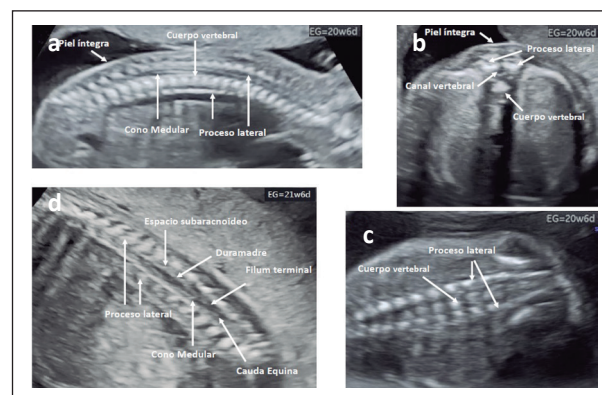 a
EG=20w6d
Piel íntegra
Cuerpo vertebral
Cono Medular
Proceso lateral
b
EG=20w6d
Piel íntegra
Proceso lateral
Canal vertebral
Cuerpo vertebral
d
EG=21w6d
Espacio subaracnoideo
Duramadre
Filum terminal
Proceso lateral
Cono Medular
Cauda Equina
c
EG=20w6d
Proceso lateral
Cuerpo vertebral